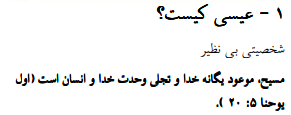 ۱ - عیسی کیست؟
شخصیتی بی نظیر
مسیح، موعود یگانه خدا و تجلی وحدت خدا و انسان است (اول
یوحنا ۵: ۲۰ ).